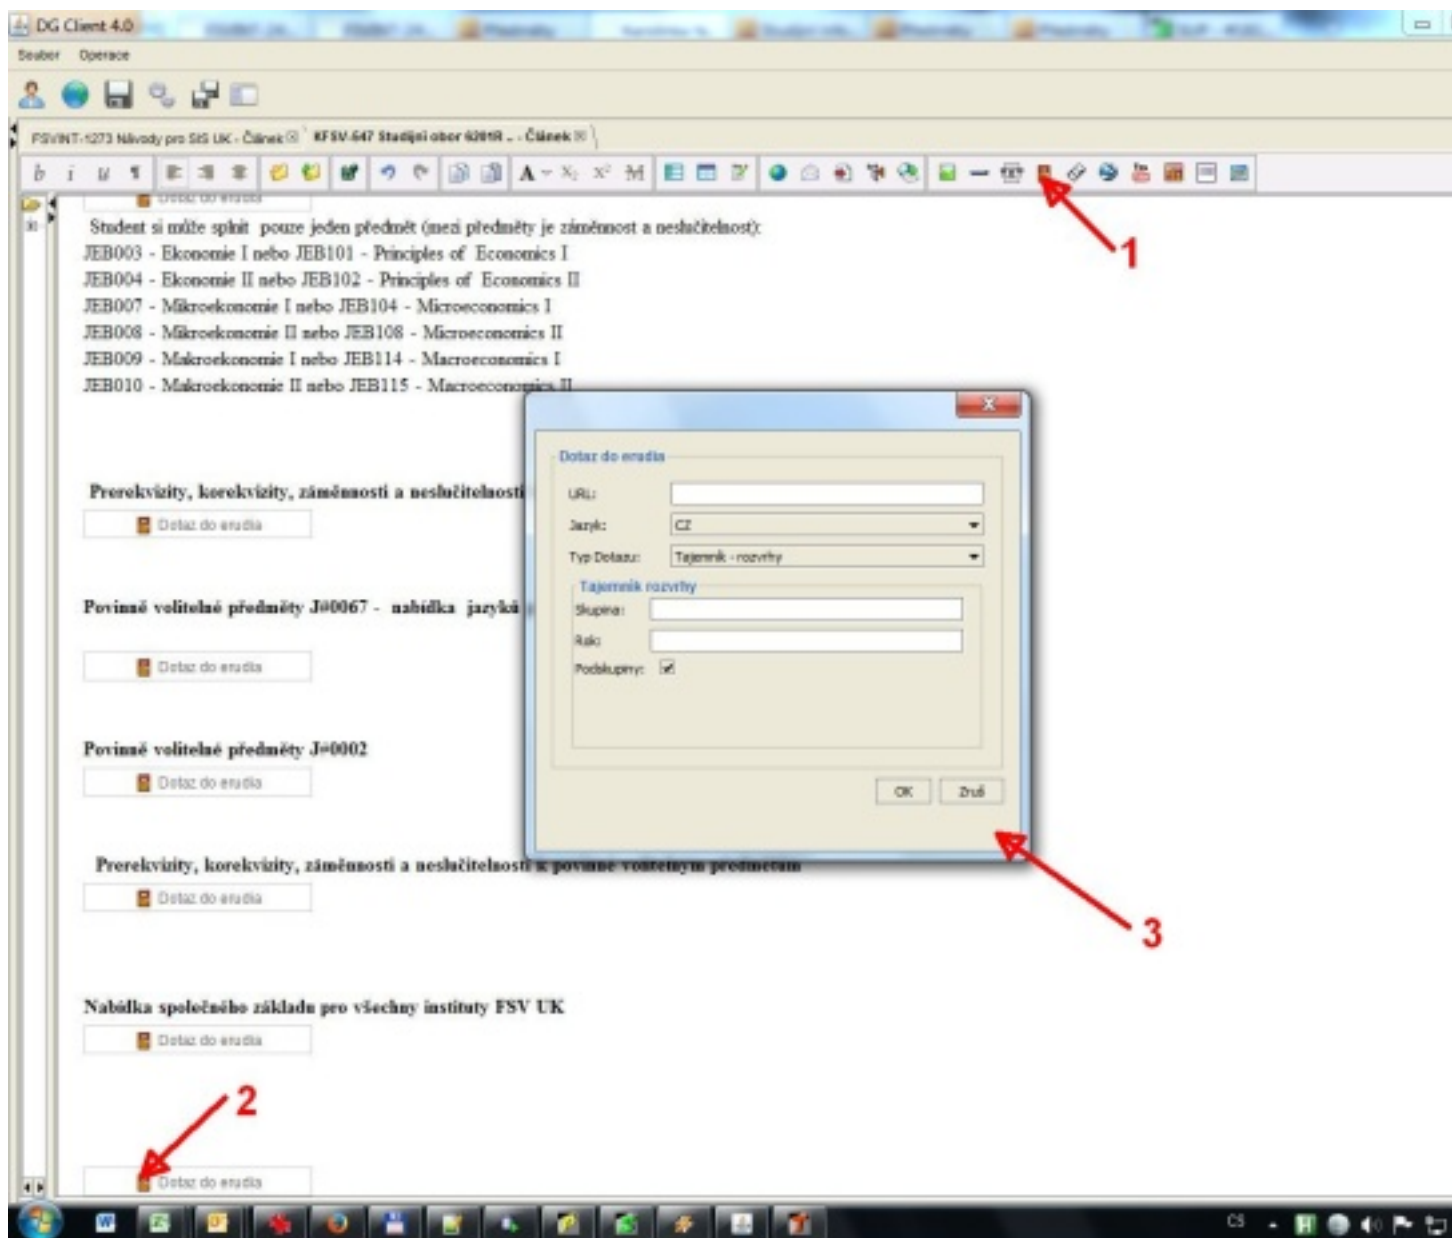 DG Client 4.0
Soubor Operace
FSVINT-1273 Návody pro SIS UK - Článek KFSV-647 Studijní obor 6201R ... - Článek
b i u ¶ A X₂ X² M
Dotaz do erudia
Student si může splnit pouze jeden předmět (mezi předměty je záměnnost a neslučitelnost):
JEB003 - Ekonomie I nebo JEB101 - Principles of Economics I
JEB004 - Ekonomie II nebo JEB102 - Principles of Economics II
JEB007 - Mikroekonomie I nebo JEB104 - Microeconomics I
JEB008 - Mikroekonomie II nebo JEB108 - Microeconomics II
JEB009 - Makroekonomie I nebo JEB114 - Macroeconomics I
JEB010 - Makroekonomie II nebo JEB115 - Macroeconomics II
1
Prerekvizity, korekvizity, záměnnosti a neslučitelnosti
Dotaz do erudia
Povinně volitelné předměty J#0067 - nabídka jazyků
Dotaz do erudia
Povinně volitelné předměty J#0002
Dotaz do erudia
Dotaz do erudia
URL:
Jazyk: CZ
Typ Dotazu: Tajemník - rozvrhy
Tajemník rozvrhy
Skupina:
Rok:
Podskupiny:
OK Zruš
3
Prerekvizity, korekvizity, záměnnosti a neslučitelnosti k povinně volitelným předmětům
Dotaz do erudia
Nabídka společného základu pro všechny instituty FSV UK
Dotaz do erudia
2
Dotaz do erudia
CS